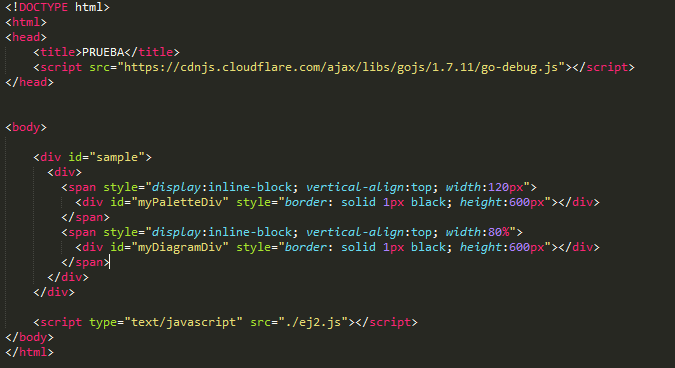 <!DOCTYPE html>
<html>
<head>
    <title>PRUEBA</title>
    <script src="https://cdnjs.cloudflare.com/ajax/libs/gojs/1.7.11/go-debug.js"></script>
</head>
<body>
    <div id="sample">
      <div>
        <span style="display:inline-block; vertical-align:top; width:120px">
          <div id="myPaletteDiv" style="border: solid 1px black; height:600px"></div>
        </span>
        <span style="display:inline-block; vertical-align:top; width:80%">
          <div id="myDiagramDiv" style="border: solid 1px black; height:600px"></div>
        </span>
      </div>
    </div>
    <script type="text/javascript" src="./ej2.js"></script>
</body>
</html>